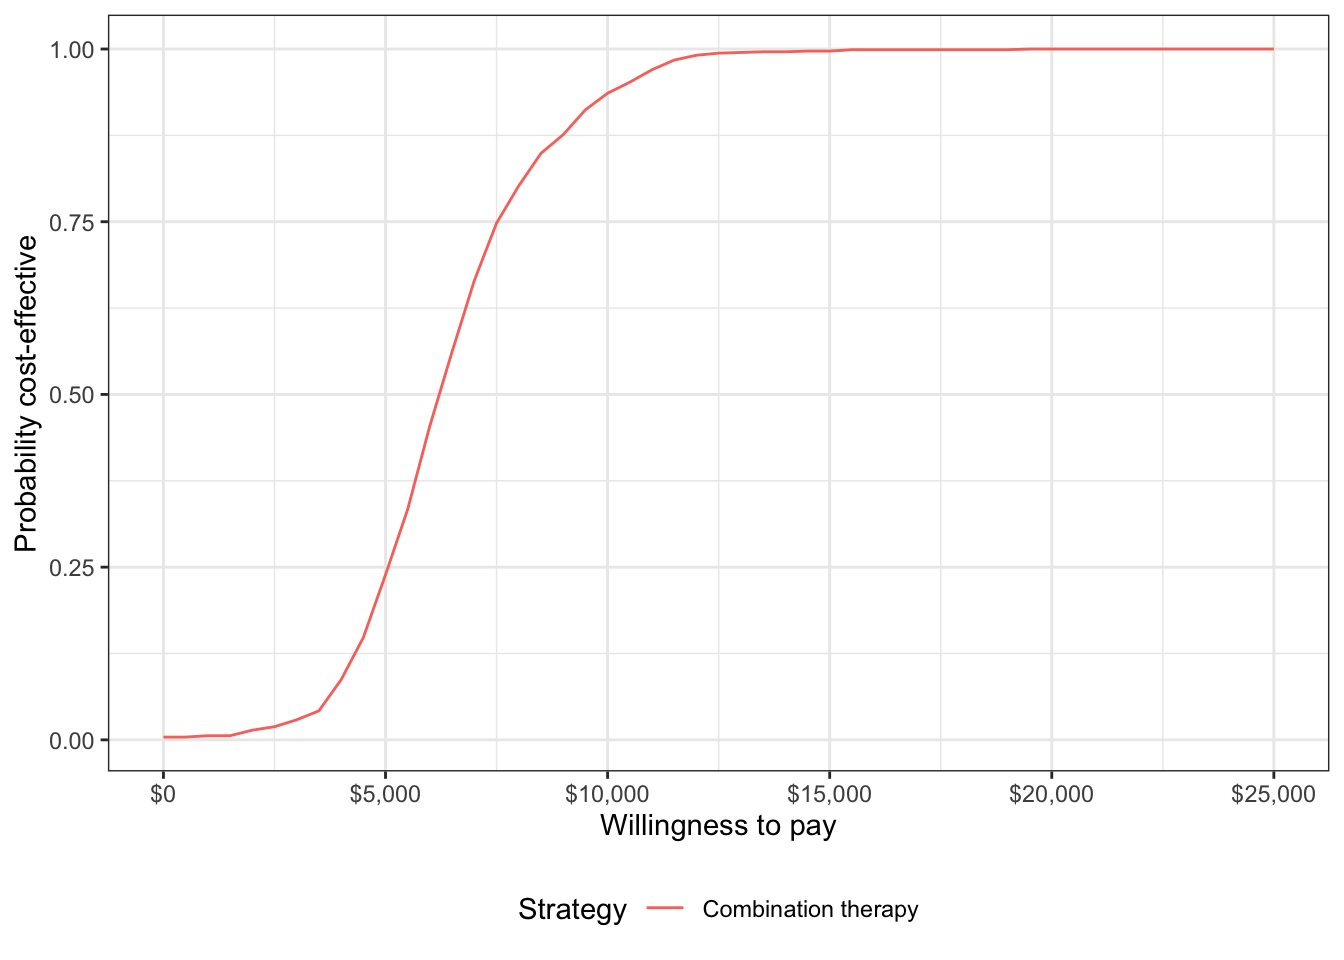 1.00
0.75
0.50
0.25
0.00
Probability cost-effective
$0 $5,000 $10,000 $15,000 $20,000 $25,000
Willingness to pay
Strategy Combination therapy